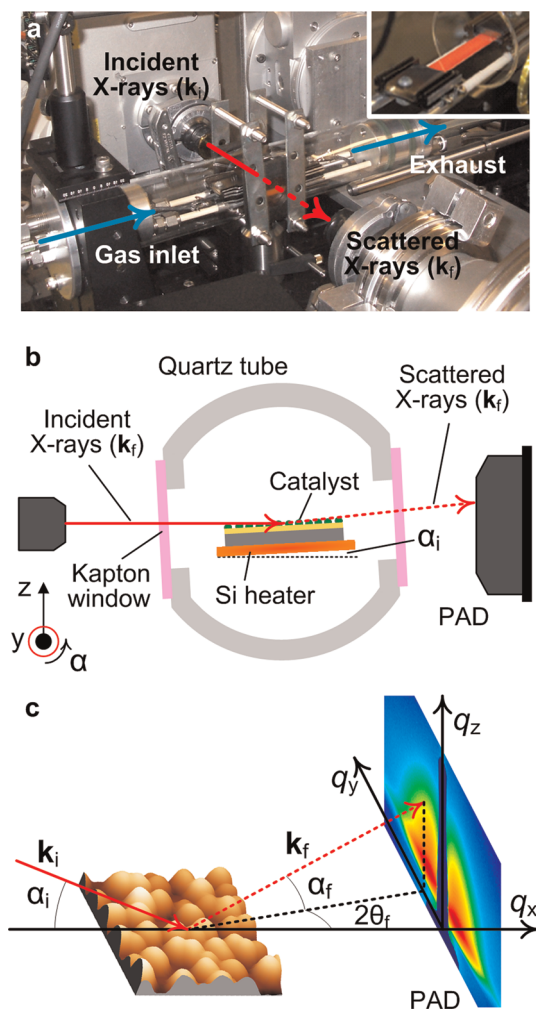 a
Incident
X-rays (ki)
Exhaust
Gas inlet
Scattered
X-rays (kf)
b
Quartz tube
Scattered
X-rays (kf)
Incident
X-rays (kf)
Catalyst
αi
Kapton
window
Si heater
PAD
z
y
α
c
qz
qy
ki
kf
αi
αf
2θf
qx
PAD